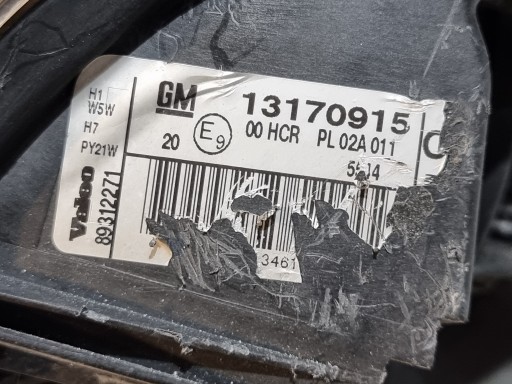 H1
W5W
H7
PY21W
Valeo
89312271
GM 13170915
20 E9 00 HCR PL 02A 011
3461